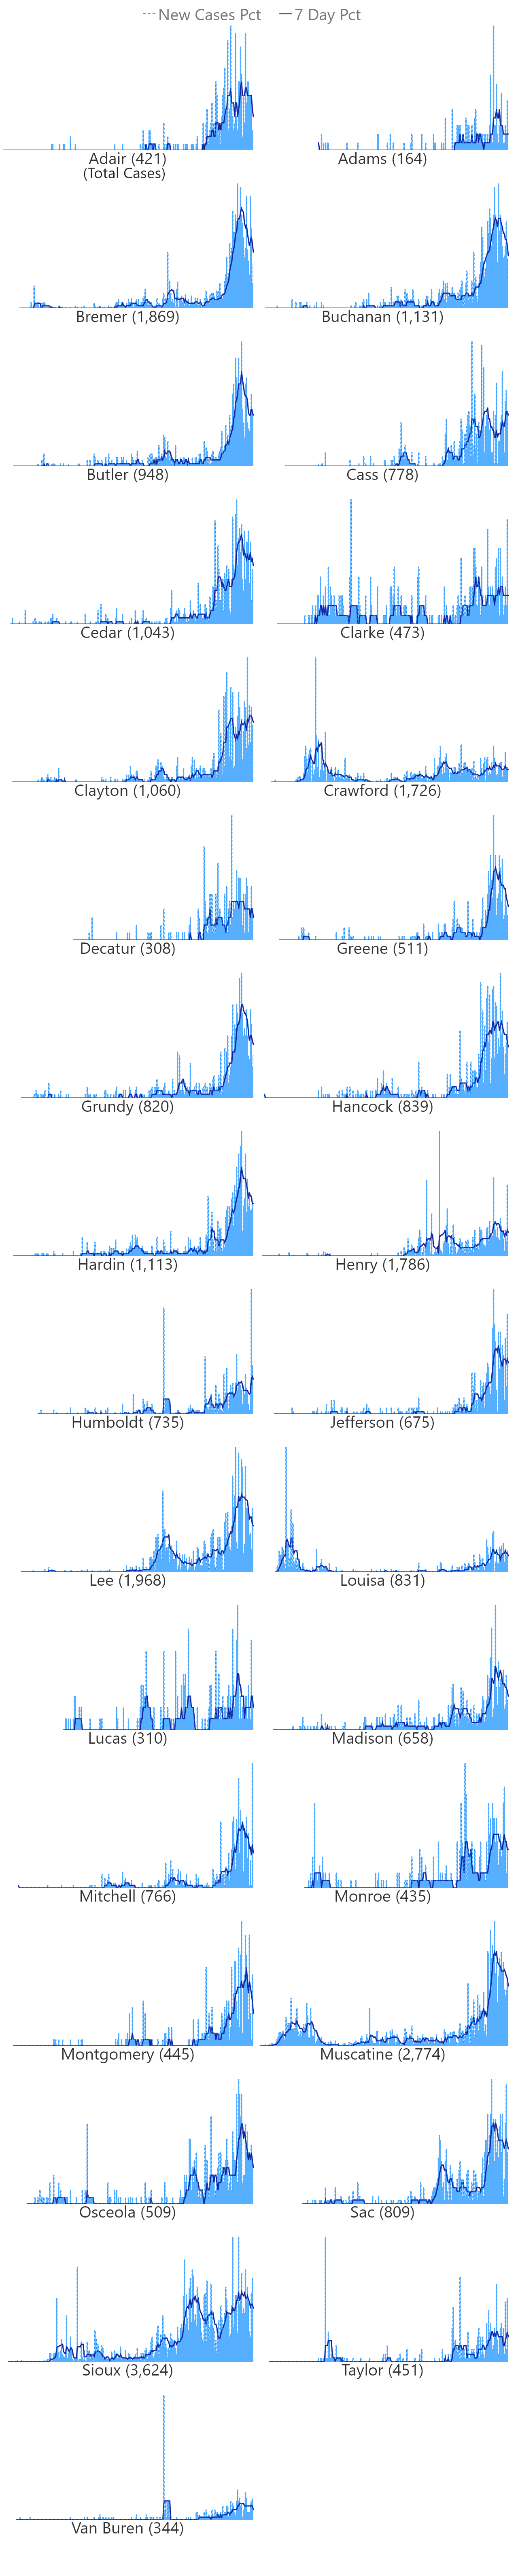 New Cases Pct 7 Day Pct
Adair (421) Adams (164)
(Total Cases)
Bremer (1,869) Buchanan (1,131)
Butler (948) Cass (778)
Cedar (1,043) Clarke (473)
Clayton (1,060) Crawford (1,726)
Decatur (308) Greene (511)
Grundy (820) Hancock (839)
Hardin (1,113) Henry (1,786)
Humboldt (735) Jefferson (675)
Lee (1,968) Louisa (831)
Lucas (310) Madison (658)
Mitchell (766) Monroe (435)
Montgomery (445) Muscatine (2,774)
Osceola (509) Sac (809)
Sioux (3,624) Taylor (451)
Van Buren (344)